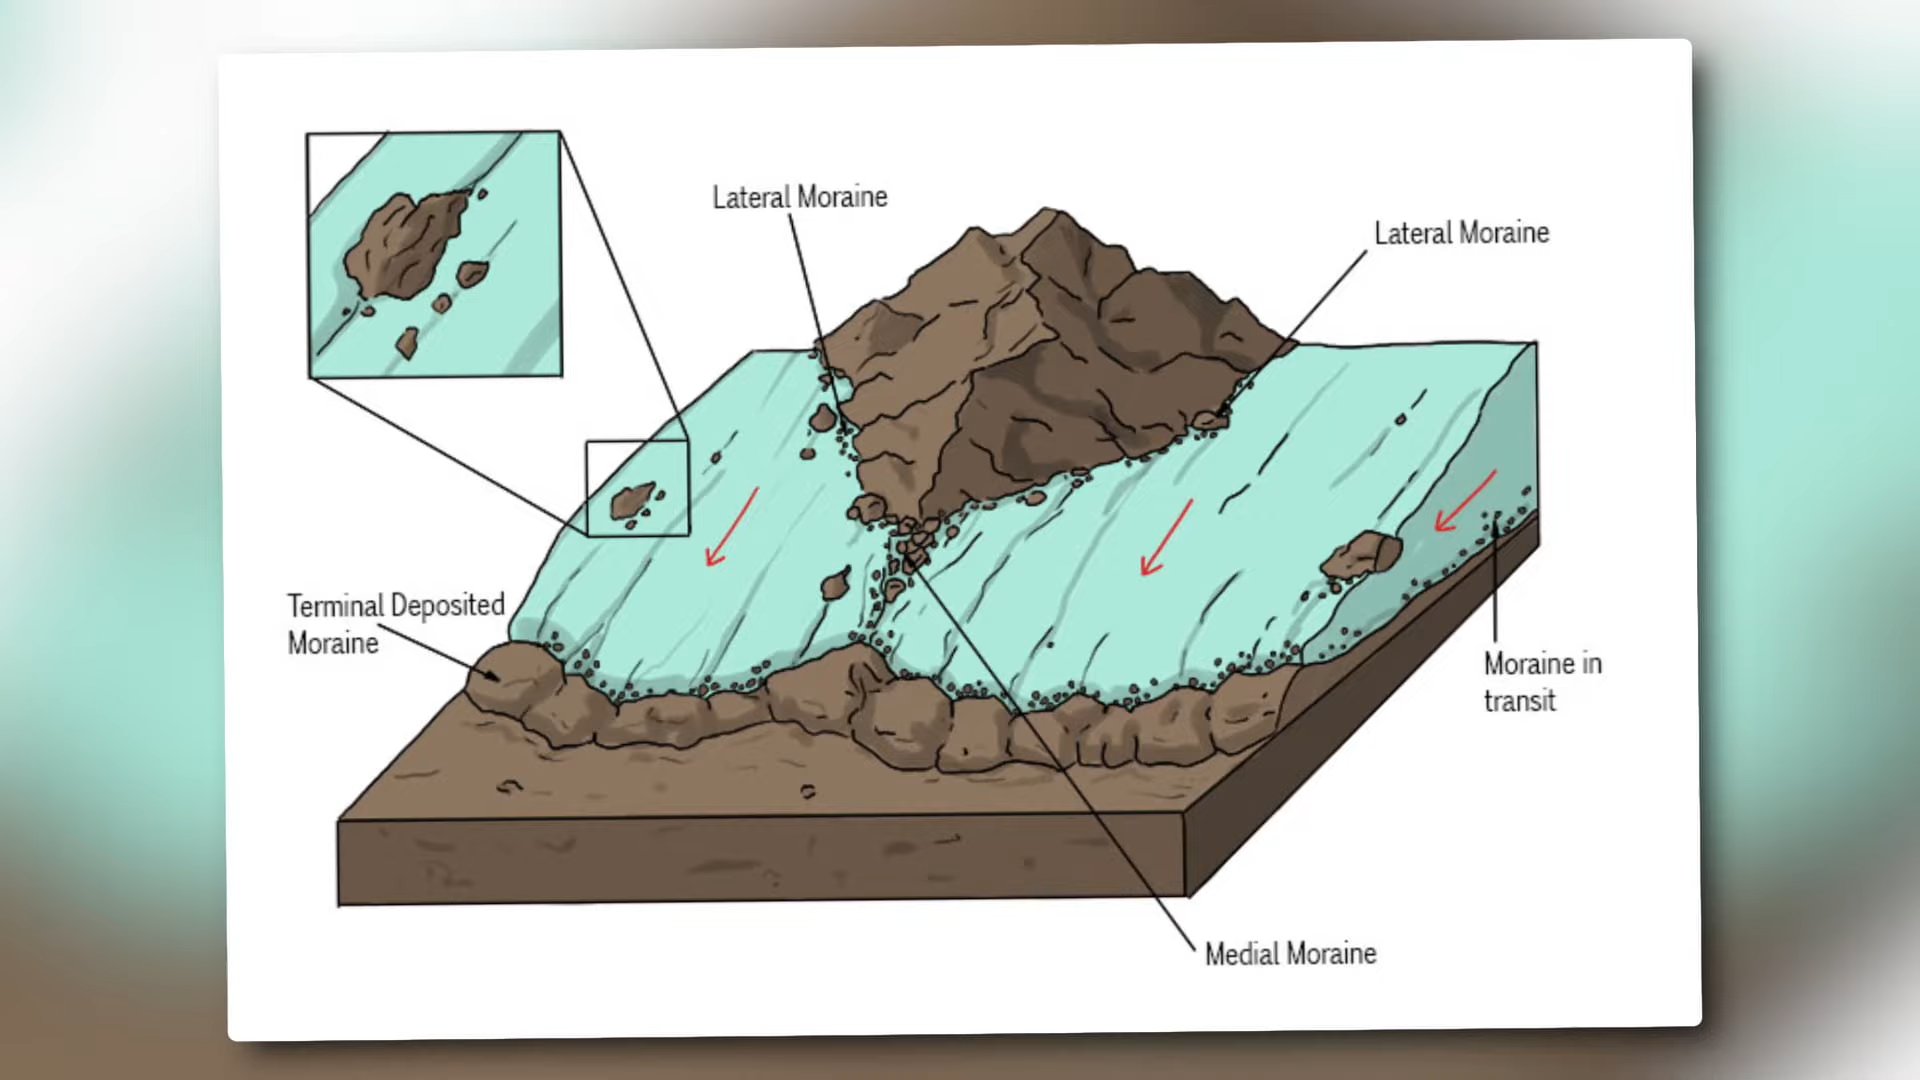 Lateral Moraine
Lateral Moraine
Terminal Deposited
Moraine
Moraine in
transit
Medial Moraine